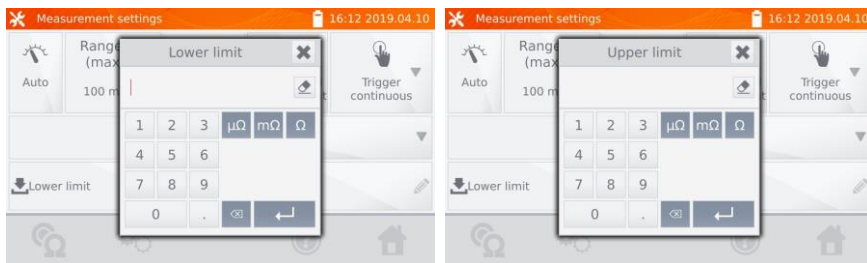 Measurement settings 16:12 2019.04.10
Lower limit
Range
(max
Auto
100 m
Trigger
continuous
1 2 3 μΩ mΩ Ω
4 5 6
7 8 9
0 .
Lower limit
Measurement settings 16:12 2019.04.10
Upper limit
Range
(max
Auto
100 m
Trigger
continuous
1 2 3 μΩ mΩ Ω
4 5 6
7 8 9
0 .
Lower limit